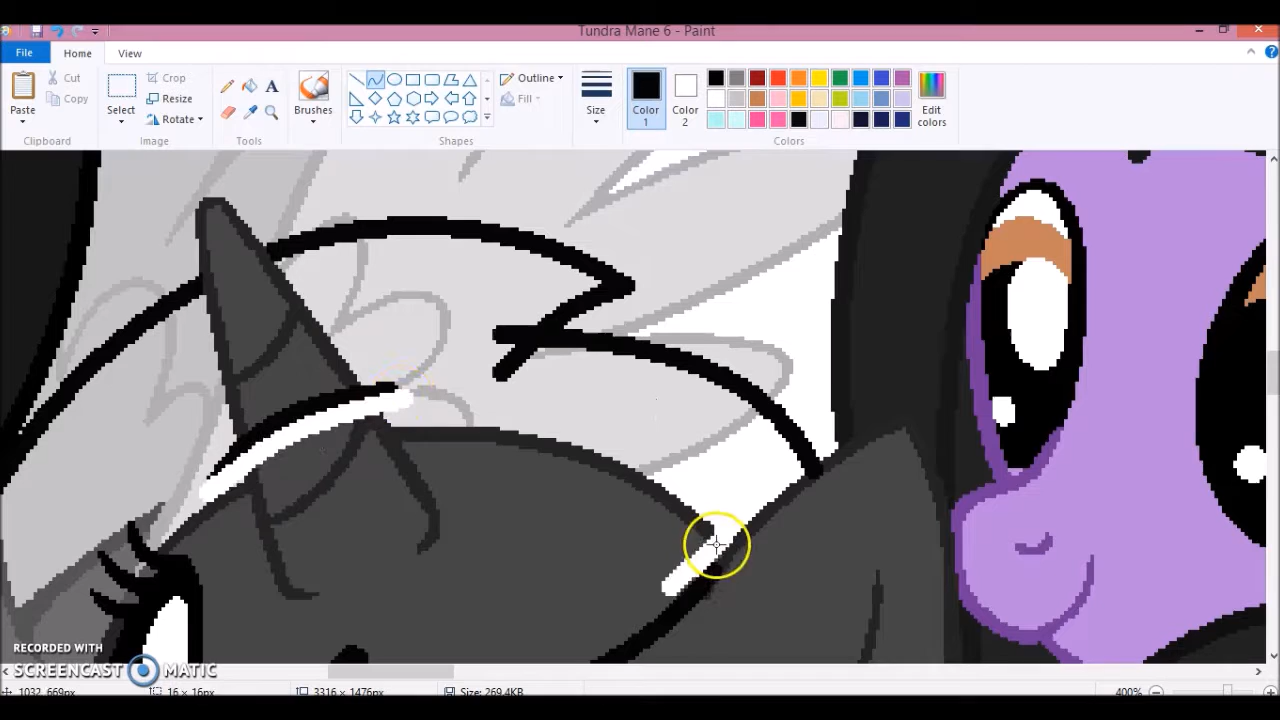 Tundra Mane 6 - Paint
File Home View
Paste Cut Copy Clipboard
Select Crop Resize Rotate Image
Tools
Brushes
Outline Fill Shapes
Size
Color 1 Color 2 Edit colors Colors
RECORDED WITH
SCREENCAST MATIC
1032, 669px 16 × 16px 3316 × 1476px Size: 269.4KB 400%